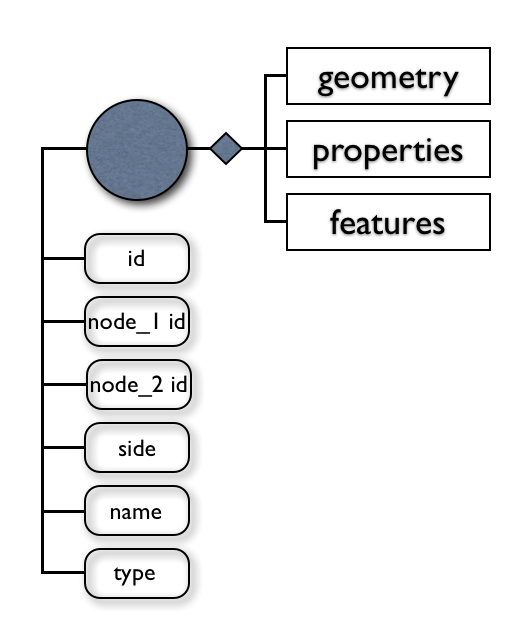 geometry
properties
features
id
node_1 id
node_2 id
side
name
type